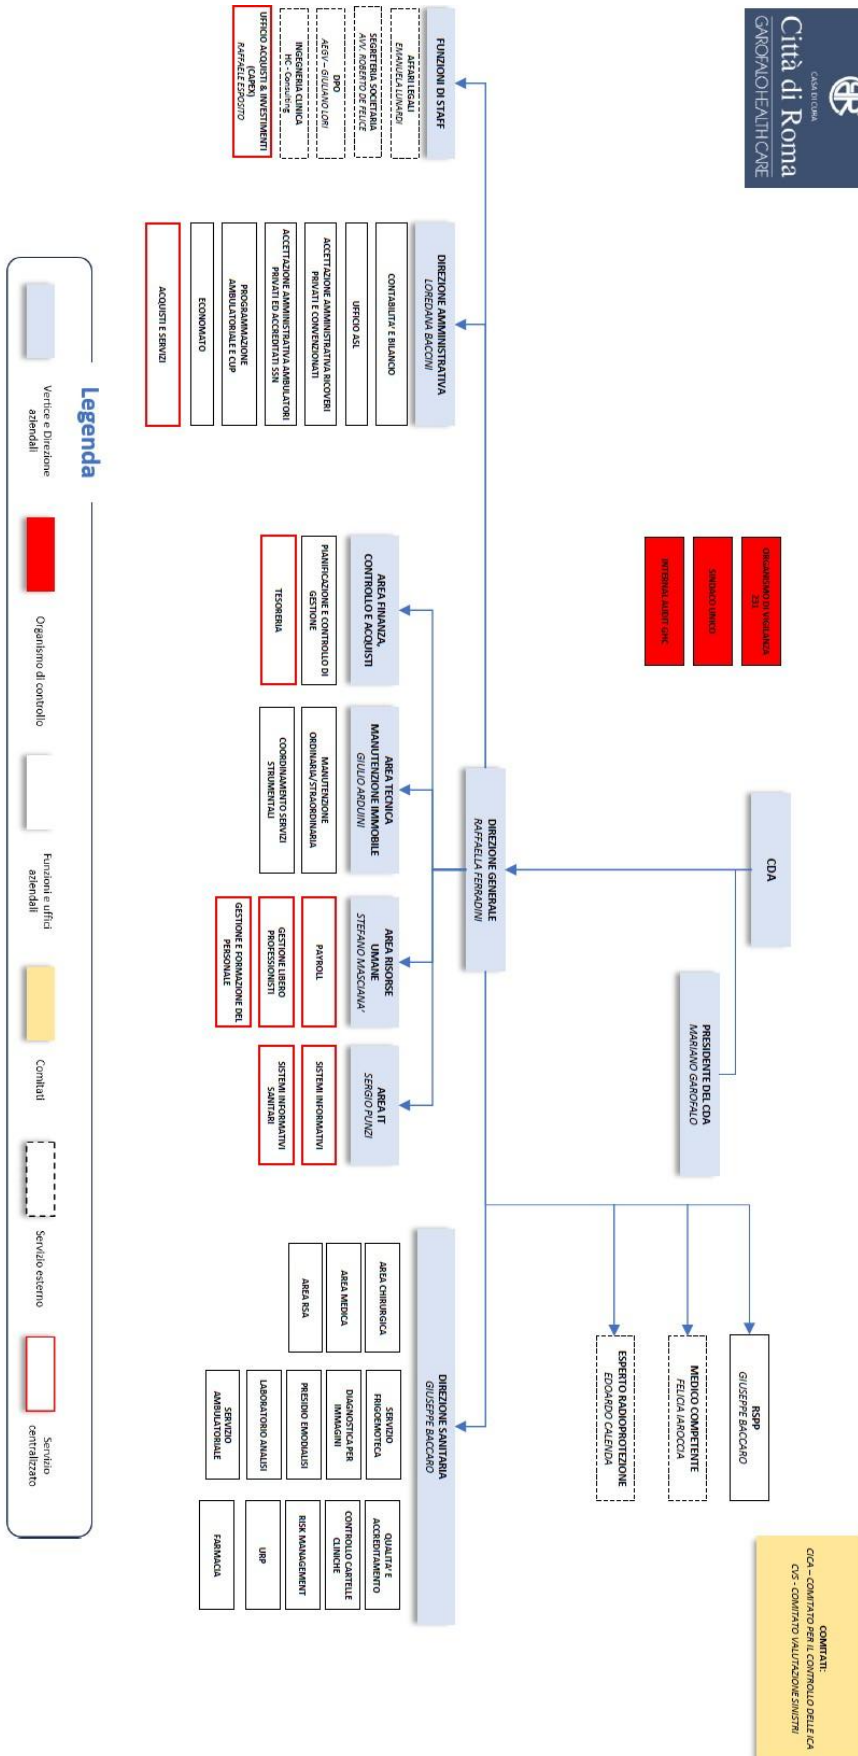 CASA DI CURA
Città di Roma
GAROFALO HEALTH CARE
ORGANISMO DI VIGILANZA
231
SINDACO UNICO
INTERNAL AUDIT GHC
CDA
PRESIDENTE DEL CDA
MARIANO GAROFALO
COMITATI:
CICA – COMITATO PER IL CONTROLLO DELLE ICA
CVS - COMITATO VALUTAZIONE SINISTRI
RSPP
GIUSEPPE BACCARO
MEDICO COMPETENTE
FELICIA IAROCCIA
ESPERTO RADIOPROTEZIONE
EDOARDO CALENDA
DIREZIONE GENERALE
RAFFAELLA FERRADINI
FUNZIONI DI STAFF
AFFARI LEGALI
EMANUELA LUNARDI
SEGRETERIA SOCIETARIA
AVV. ROBERTO DE FELICE
DPO
AEGV – GIULIANO LORI
INGEGNERIA CLINICA
HC - Consulting
UFFICIO ACQUISTI & INVESTIMENTI
(CAPEX)
RAFFAELE ESPOSITO
DIREZIONE AMMINISTRATIVA
LOREDANA BACCINI
CONTABILITA' E BILANCIO
UFFICIO ASL
ACCETTAZIONE AMMINISTRATIVA RICOVERI
PRIVATI E CONVENZIONATI
ACCETTAZIONE AMMINISTRATIVA AMBULATORI
PRIVATI ED ACCREDITATI SSN
PROGRAMMAZIONE
AMBULATORIALE E CUP
ECONOMATO
ACQUISTI E SERVIZI
AREA FINANZA,
CONTROLLO E ACQUISTI
PIANIFICAZIONE E CONTROLLO DI
GESTIONE
TESORERIA
AREA TECNICA
MANUTENZIONE IMMOBILE
GIULIO ARDUINI
MANUTENZIONE
ORDINARIA/STRAORDINARIA
COORDINAMENTO SERVIZI
STRUMENTALI
AREA RISORSE
UMANE
STEFANO MASCIANA'
PAYROLL
GESTIONE LIBERO
PROFESSIONISTI
GESTIONE E FORMAZIONE DEL
PERSONALE
AREA IT
SERGIO PUNZI
SISTEMI INFORMATIVI
SISTEMI INFORMATIVI
SANITARI
DIREZIONE SANITARIA
GIUSEPPE BACCARO
AREA CHIRURGICA
AREA MEDICA
AREA RSA
SERVIZIO
FRIGOEMOTECA
DIAGNOSTICA PER
IMMAGINI
PRESIDIO EMODIALISI
LABORATORIO ANALISI
SERVIZIO
AMBULATORIALE
QUALITA' E
ACCREDITAMENTO
CONTROLLO CARTELLE
CLINICHE
RISK MANAGEMENT
URP
FARMACIA
Legenda
Vertice e Direzione
aziendali
Organismo di controllo
Funzioni e uffici
aziendali
Comitati
Servizio esterno
Servizio
centralizzato